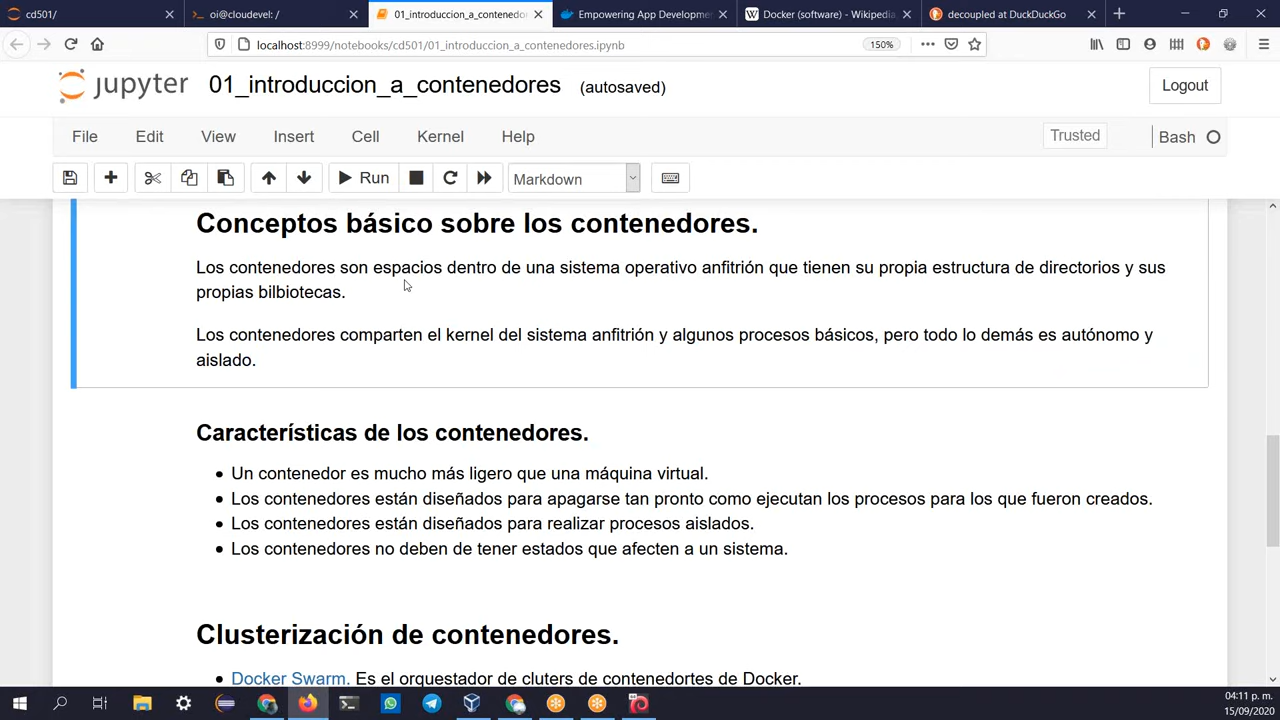 cd501/
oi@cloudevel: /
01_introduccion_a_contenedo
Empowering App Developmen
Docker (software) - Wikipedia
decoupled at DuckDuckGo
localhost:8999/notebooks/cd501/01_introduccion_a_contenedores.ipynb
150%
jupyter
01_introduccion_a_contenedores
(autosaved)
Logout
File Edit View Insert Cell Kernel Help
Trusted
Bash
Run
Markdown
Conceptos básico sobre los contenedores.
Los contenedores son espacios dentro de una sistema operativo anfitrión que tienen su propia estructura de directorios y sus
propias bilbiotecas.
Los contenedores comparten el kernel del sistema anfitrión y algunos procesos básicos, pero todo lo demás es autónomo y
aislado.
Características de los contenedores.
Un contenedor es mucho más ligero que una máquina virtual.
Los contenedores están diseñados para apagarse tan pronto como ejecutan los procesos para los que fueron creados.
Los contenedores están diseñados para realizar procesos aislados.
Los contenedores no deben de tener estados que afecten a un sistema.
Clusterización de contenedores.
Docker Swarm. Es el orquestador de cluters de contenedortes de Docker.
04:11 p. m.
15/09/2020